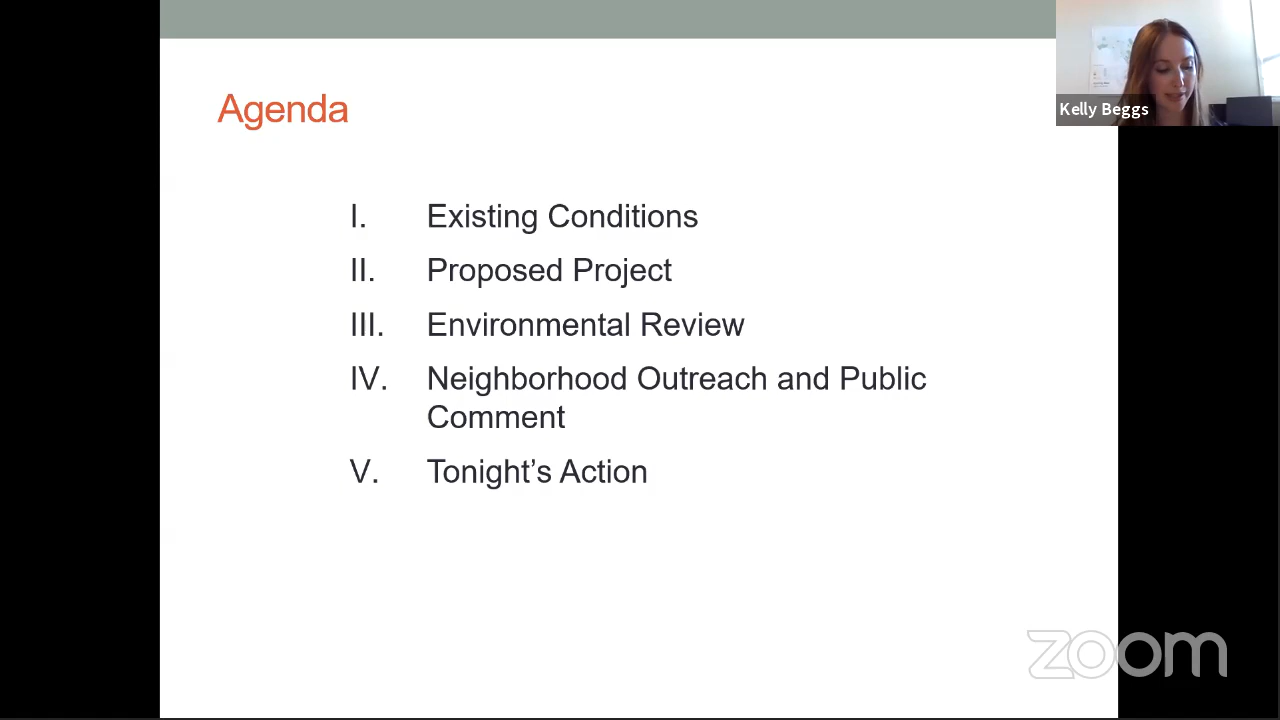 Agenda
Kelly Beggs
I. Existing Conditions
II. Proposed Project
III. Environmental Review
IV. Neighborhood Outreach and Public
Comment
V. Tonight’s Action
zoom